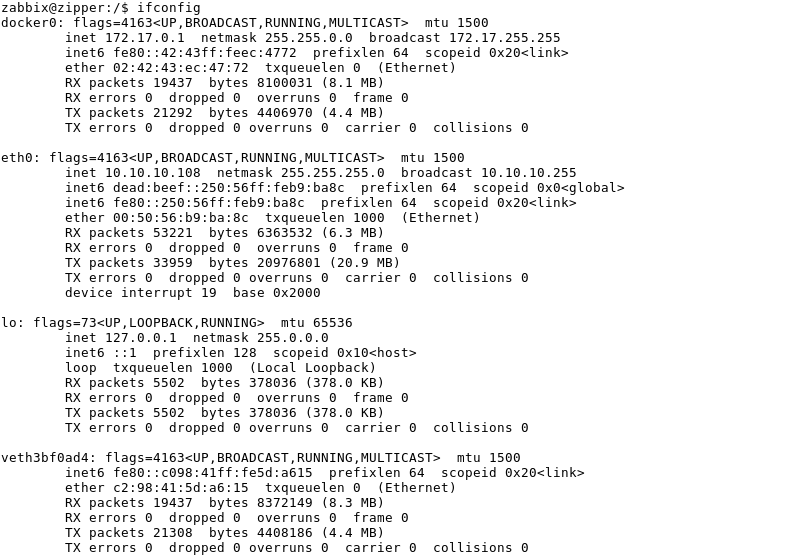 zabbix@zipper:/$ ifconfig
docker0: flags=4163<UP,BROADCAST,RUNNING,MULTICAST>  mtu 1500
        inet 172.17.0.1  netmask 255.255.0.0  broadcast 172.17.255.255
        inet6 fe80::42:43ff:feec:4772  prefixlen 64  scopeid 0x20<link>
        ether 02:42:43:ec:47:72  txqueuelen 0  (Ethernet)
        RX packets 19437  bytes 8100031 (8.1 MB)
        RX errors 0  dropped 0  overruns 0  frame 0
        TX packets 21292  bytes 4406970 (4.4 MB)
        TX errors 0  dropped 0 overruns 0  carrier 0  collisions 0

eth0: flags=4163<UP,BROADCAST,RUNNING,MULTICAST>  mtu 1500
        inet 10.10.10.108  netmask 255.255.255.0  broadcast 10.10.10.255
        inet6 dead:beef::250:56ff:feb9:ba8c  prefixlen 64  scopeid 0x0<global>
        inet6 fe80::250:56ff:feb9:ba8c  prefixlen 64  scopeid 0x20<link>
        ether 00:50:56:b9:ba:8c  txqueuelen 1000  (Ethernet)
        RX packets 53221  bytes 6363532 (6.3 MB)
        RX errors 0  dropped 0  overruns 0  frame 0
        TX packets 33959  bytes 20976801 (20.9 MB)
        TX errors 0  dropped 0 overruns 0  carrier 0  collisions 0
        device interrupt 19  base 0x2000

lo: flags=73<UP,LOOPBACK,RUNNING>  mtu 65536
        inet 127.0.0.1  netmask 255.0.0.0
        inet6 ::1  prefixlen 128  scopeid 0x10<host>
        loop  txqueuelen 1000  (Local Loopback)
        RX packets 5502  bytes 378036 (378.0 KB)
        RX errors 0  dropped 0  overruns 0  frame 0
        TX packets 5502  bytes 378036 (378.0 KB)
        TX errors 0  dropped 0 overruns 0  carrier 0  collisions 0

veth3bf0ad4: flags=4163<UP,BROADCAST,RUNNING,MULTICAST>  mtu 1500
        inet6 fe80::c098:41ff:fe5d:a615  prefixlen 64  scopeid 0x20<link>
        ether c2:98:41:5d:a6:15  txqueuelen 0  (Ethernet)
        RX packets 19437  bytes 8372149 (8.3 MB)
        RX errors 0  dropped 0  overruns 0  frame 0
        TX packets 21308  bytes 4408186 (4.4 MB)
        TX errors 0  dropped 0 overruns 0  carrier 0  collisions 0